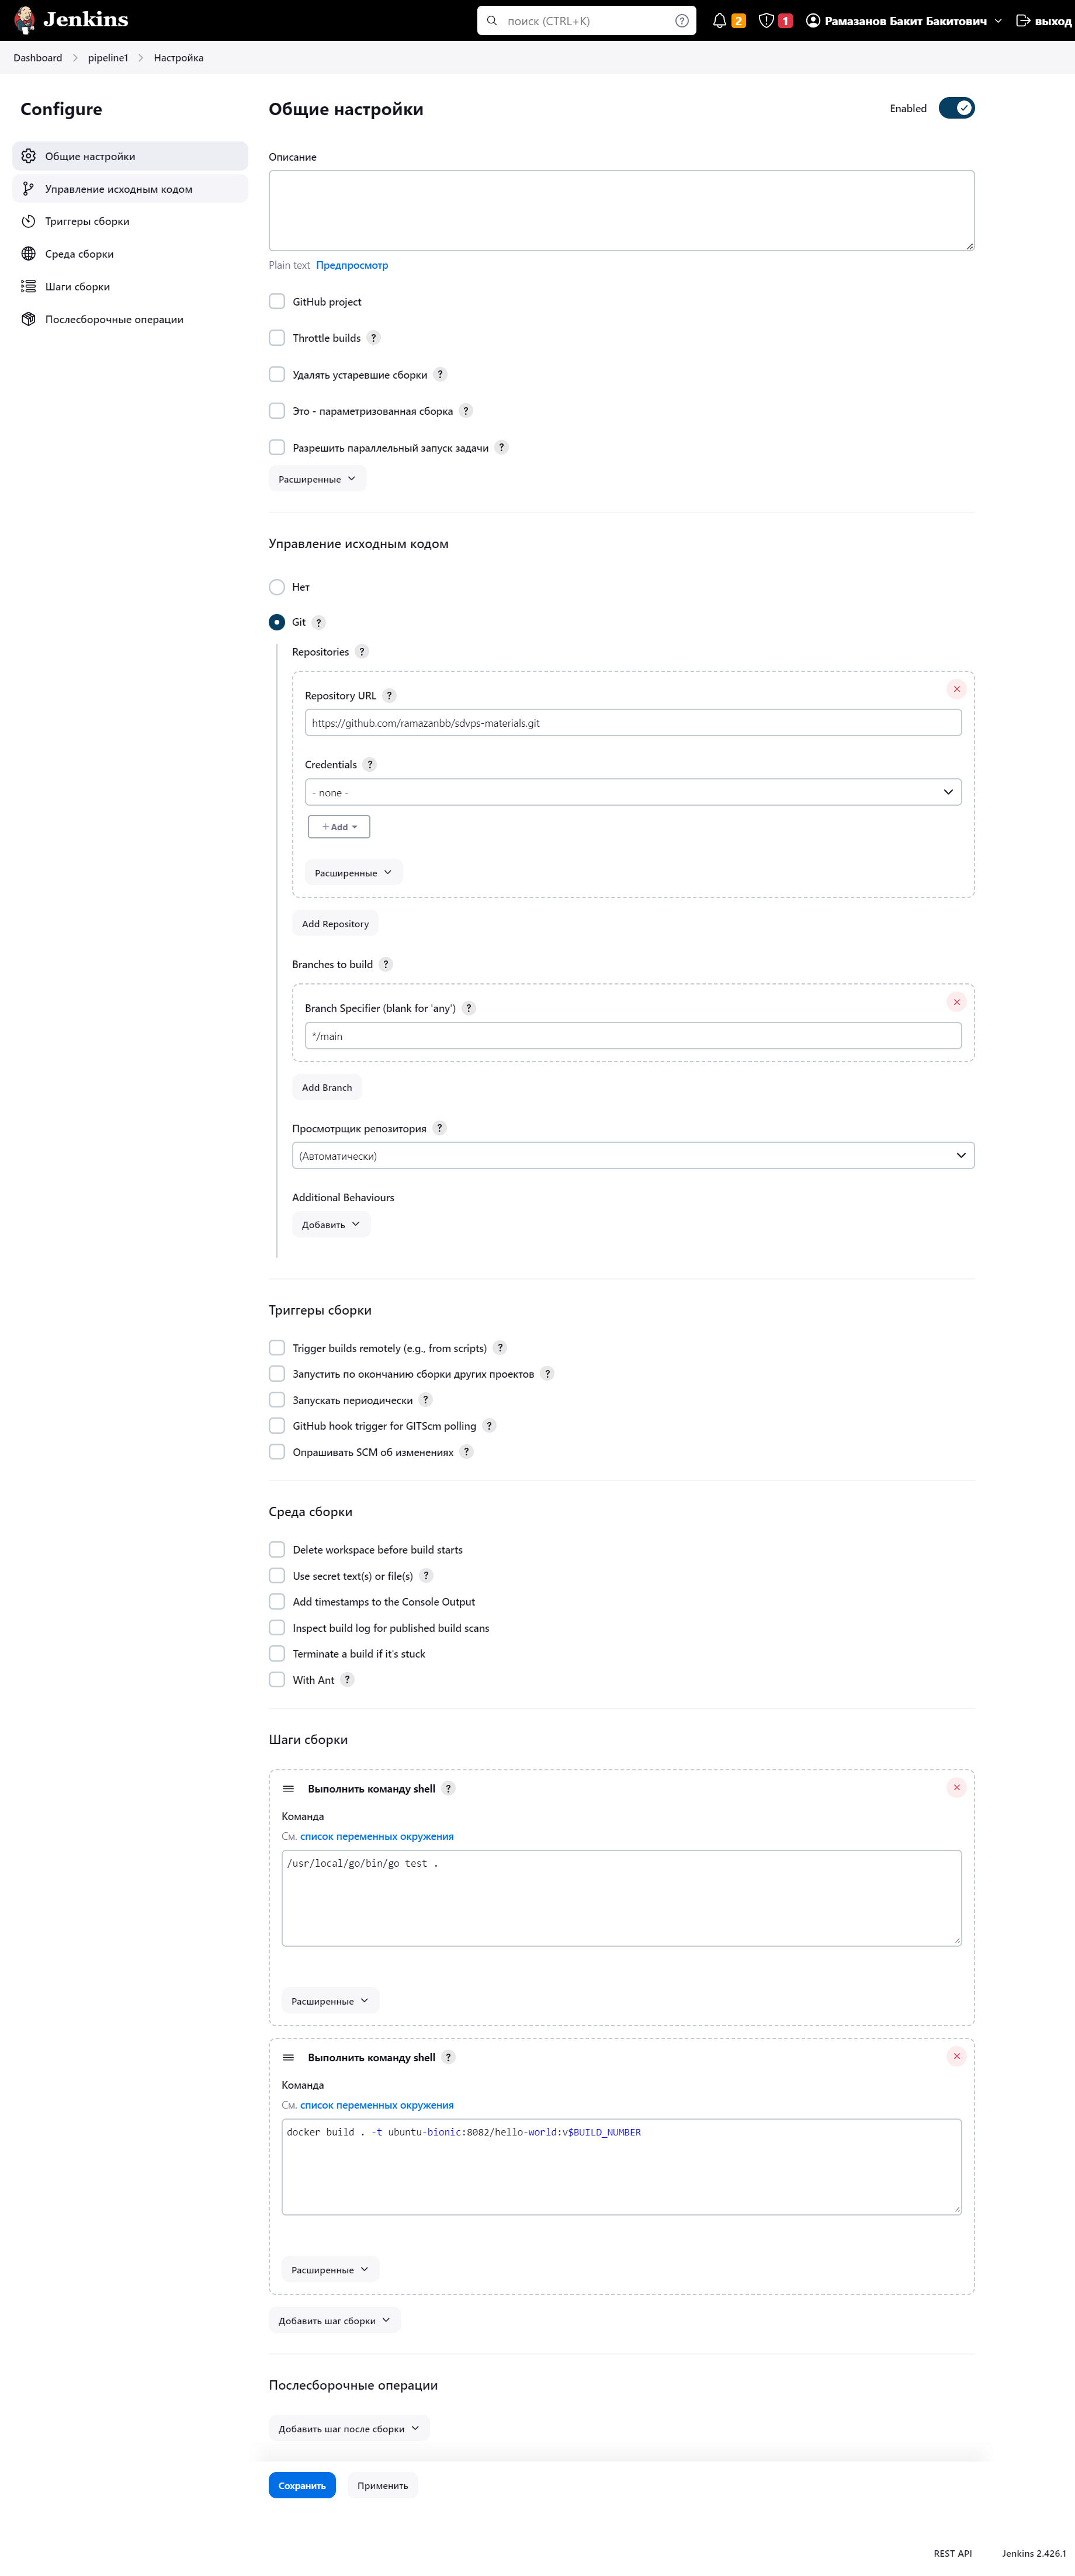 Jenkins
поиск (CTRL+K)
?
2
1
Рамазанов Бакит Бакитович
выход
Dashboard
pipeline1
Настройка
Configure
Общие настройки
Управление исходным кодом
Триггеры сборки
Среда сборки
Шаги сборки
Послесборочные операции
Общие настройки
Enabled
Описание
Plain text Предпросмотр
GitHub project
Throttle builds ?
Удалять устаревшие сборки ?
Это - параметризованная сборка ?
Разрешить параллельный запуск задачи ?
Расширенные
Управление исходным кодом
Нет
Git ?
Repositories ?
Repository URL ?
https://github.com/ramazanbb/sdvps-materials.git
Credentials ?
- none -
+Add
Расширенные
Add Repository
Branches to build ?
Branch Specifier (blank for 'any') ?
*/main
Add Branch
Просмотрщик репозитория ?
(Автоматически)
Additional Behaviours
Добавить
Триггеры сборки
Trigger builds remotely (e.g., from scripts) ?
Запустить по окончанию сборки других проектов ?
Запускать периодически ?
GitHub hook trigger for GITScm polling ?
Опрашивать SCM об изменениях ?
Среда сборки
Delete workspace before build starts
Use secret text(s) or file(s) ?
Add timestamps to the Console Output
Inspect build log for published build scans
Terminate a build if it's stuck
With Ant ?
Шаги сборки
Выполнить команду shell ?
Команда
См. список переменных окружения
/usr/local/go/bin/go test .
Расширенные
Выполнить команду shell ?
Команда
См. список переменных окружения
docker build . -t ubuntu-bionic:8082/hello-world:v$BUILD_NUMBER
Расширенные
Добавить шаг сборки
Послесборочные операции
Добавить шаг после сборки
Сохранить
Применить
REST API
Jenkins 2.426.1